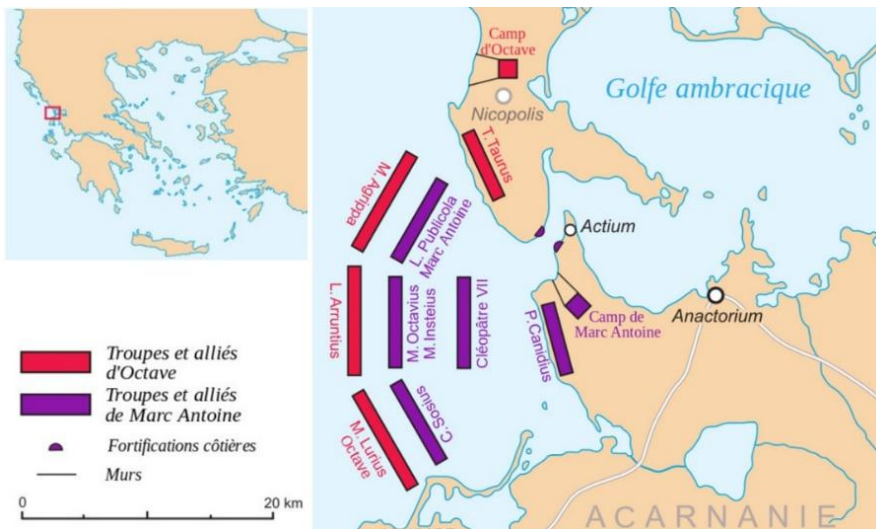 Camp
d'Octave
Golfe ambracique
Nicopolis
T.Taurus
M. Agrippa
L. Publicola
Marc Antoine
Actium
L. Arruntius
M. Octavius
M. Insteius
Cléopâtre VII
P.Canidius
Camp de
Marc Antoine
Anactorium
C. Sosius
M. Lurius
Octave
ACARNANIE
Troupes et alliés
d'Octave
Troupes et alliés
de Marc Antoine
Fortifications côtières
Murs
0
20 km